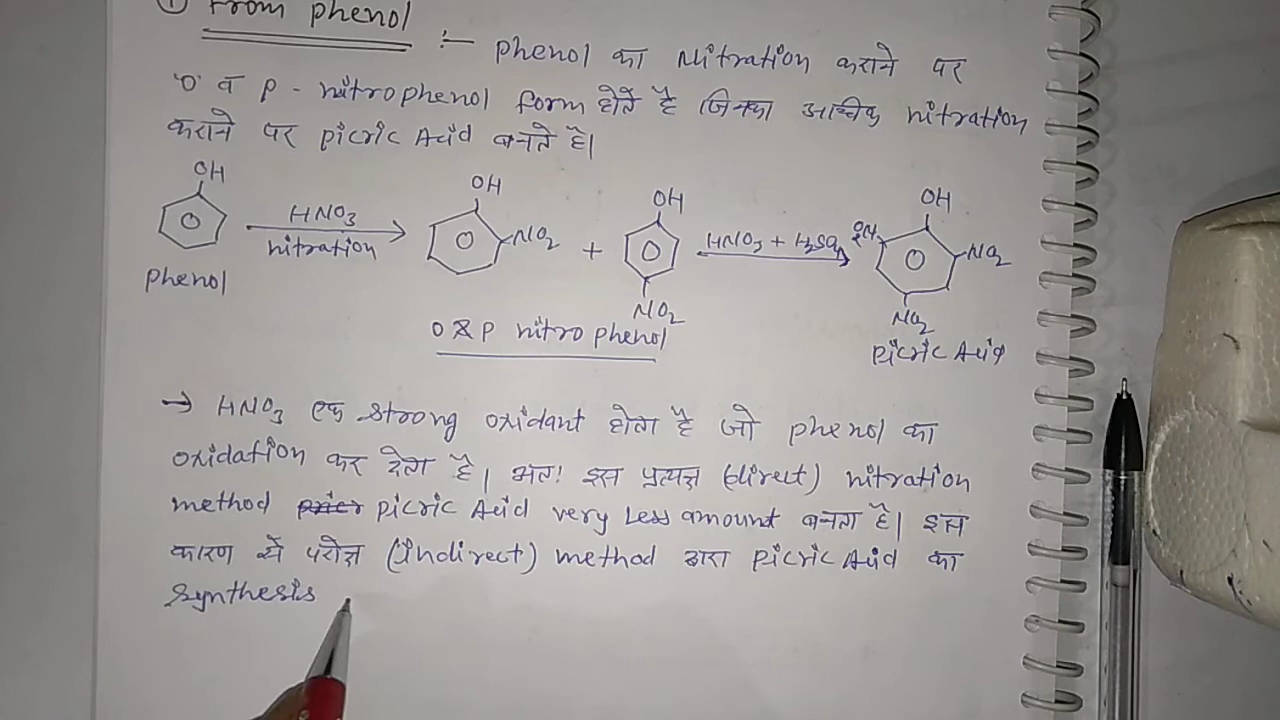 ① From phenol :- phenol का Nitration कराने पर
'O' व p - nitrophenol form होते है जिनका अधिक nitration
कराने पर picric Acid बनते है।
OH
HNO3
nitration
phenol
OH
NO2
+
OH
NO2
O & P nitro phenol
HNO3 + H2SO4
OH
NO2
NO2
picric Acid
→ HNO3 एक strong oxidant होता है जो phenol का
oxidation कर देता है। अतः इस प्रत्यक्ष (direct) nitration
method picric Acid very Less amount बनता है। इस
कारण से परोक्ष (indirect) method द्वारा picric Acid का
synthesis